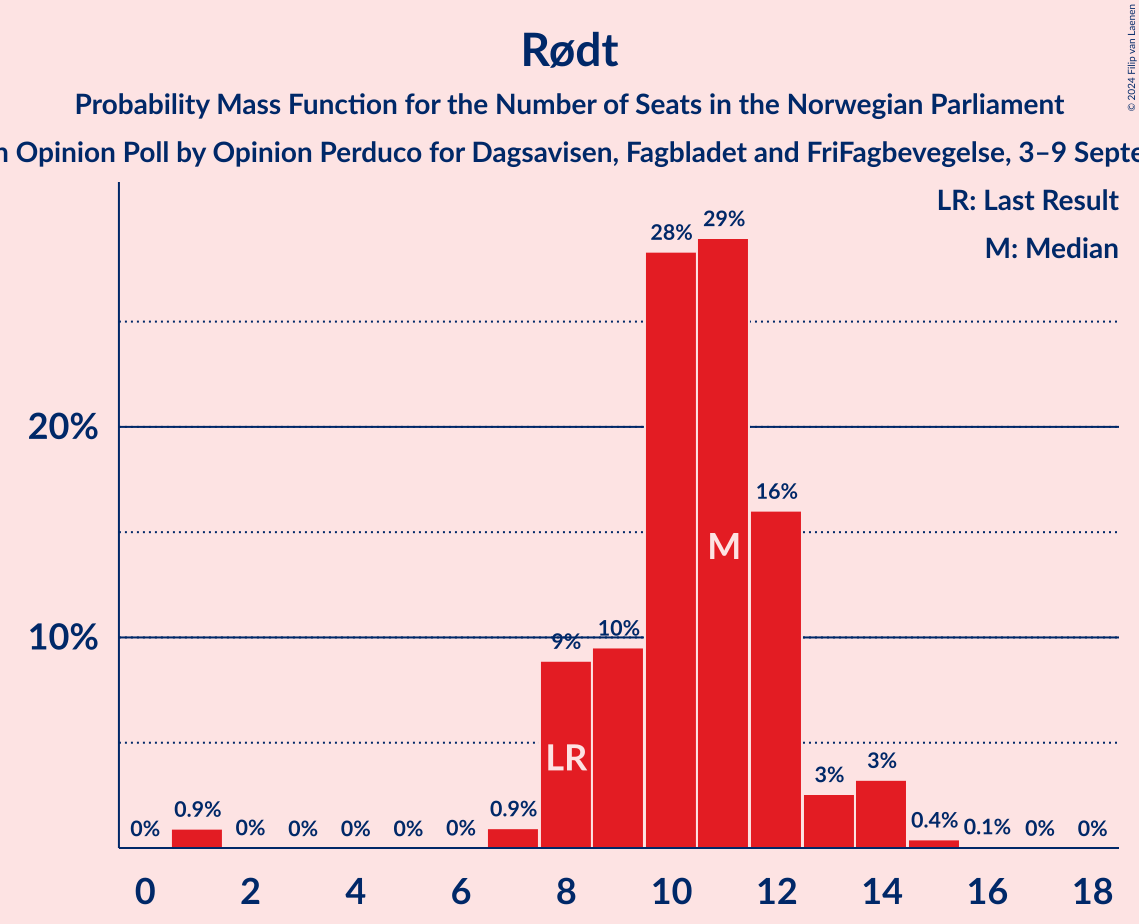 Rødt
© 2024 Filip van Laenen
Probability Mass Function for the Number of Seats in the Norwegian Parliament
Opinion Poll by Opinion Perduco for Dagsavisen, Fagbladet and FriFagbevegelse, 3–9
LR: Last Result
M: Median
29%
28%
20%
16%
M
10%
10%
9%
LR
3%
3%
0% 0.9% 0% 0% 0% 0% 0% 0.9% 0.4% 0.1% 0% 0%
0 2 4 6 8 10 12 14 16 18